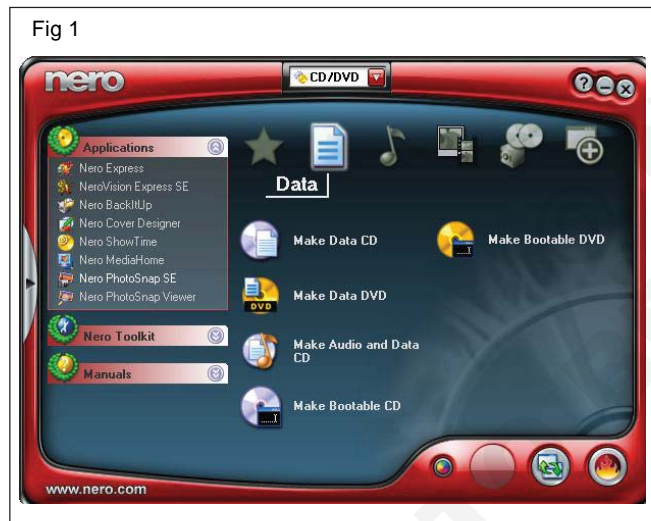 Fig 1
nero
CD/DVD
Applications
Nero Express
NeroVision Express SE
Nero BackItUp
Nero Cover Designer
Nero ShowTime
Nero MediaHome
Nero PhotoSnap SE
Nero PhotoSnap Viewer
Nero Toolkit
Manuals
Data
Make Data CD
DVD
Make Data DVD
Make Audio and Data
CD
Make Bootable CD
Make Bootable DVD
www.nero.com